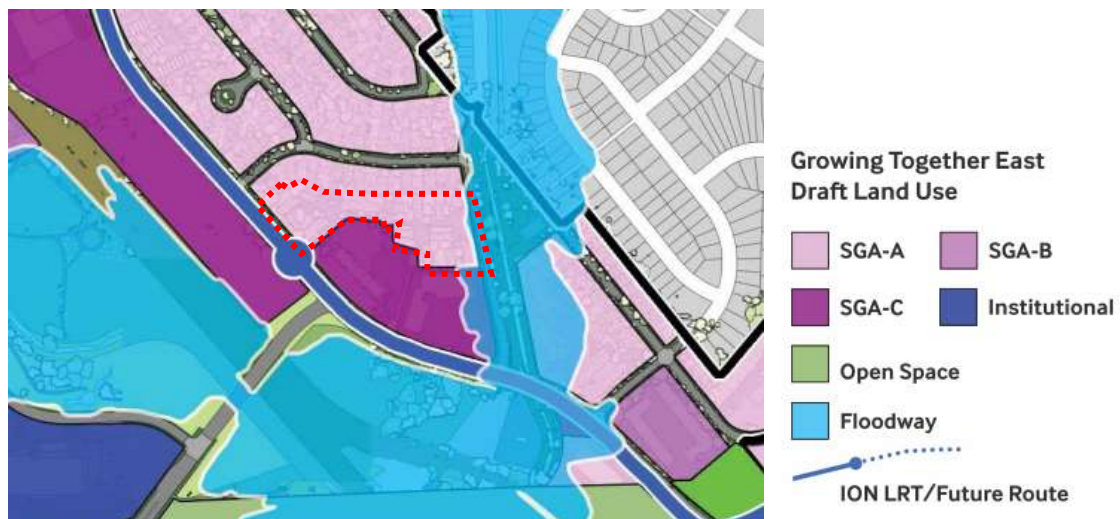 Growing Together East
Draft Land Use
SGA-A
SGA-B
SGA-C
Institutional
Open Space
Floodway
ION LRT/Future Route